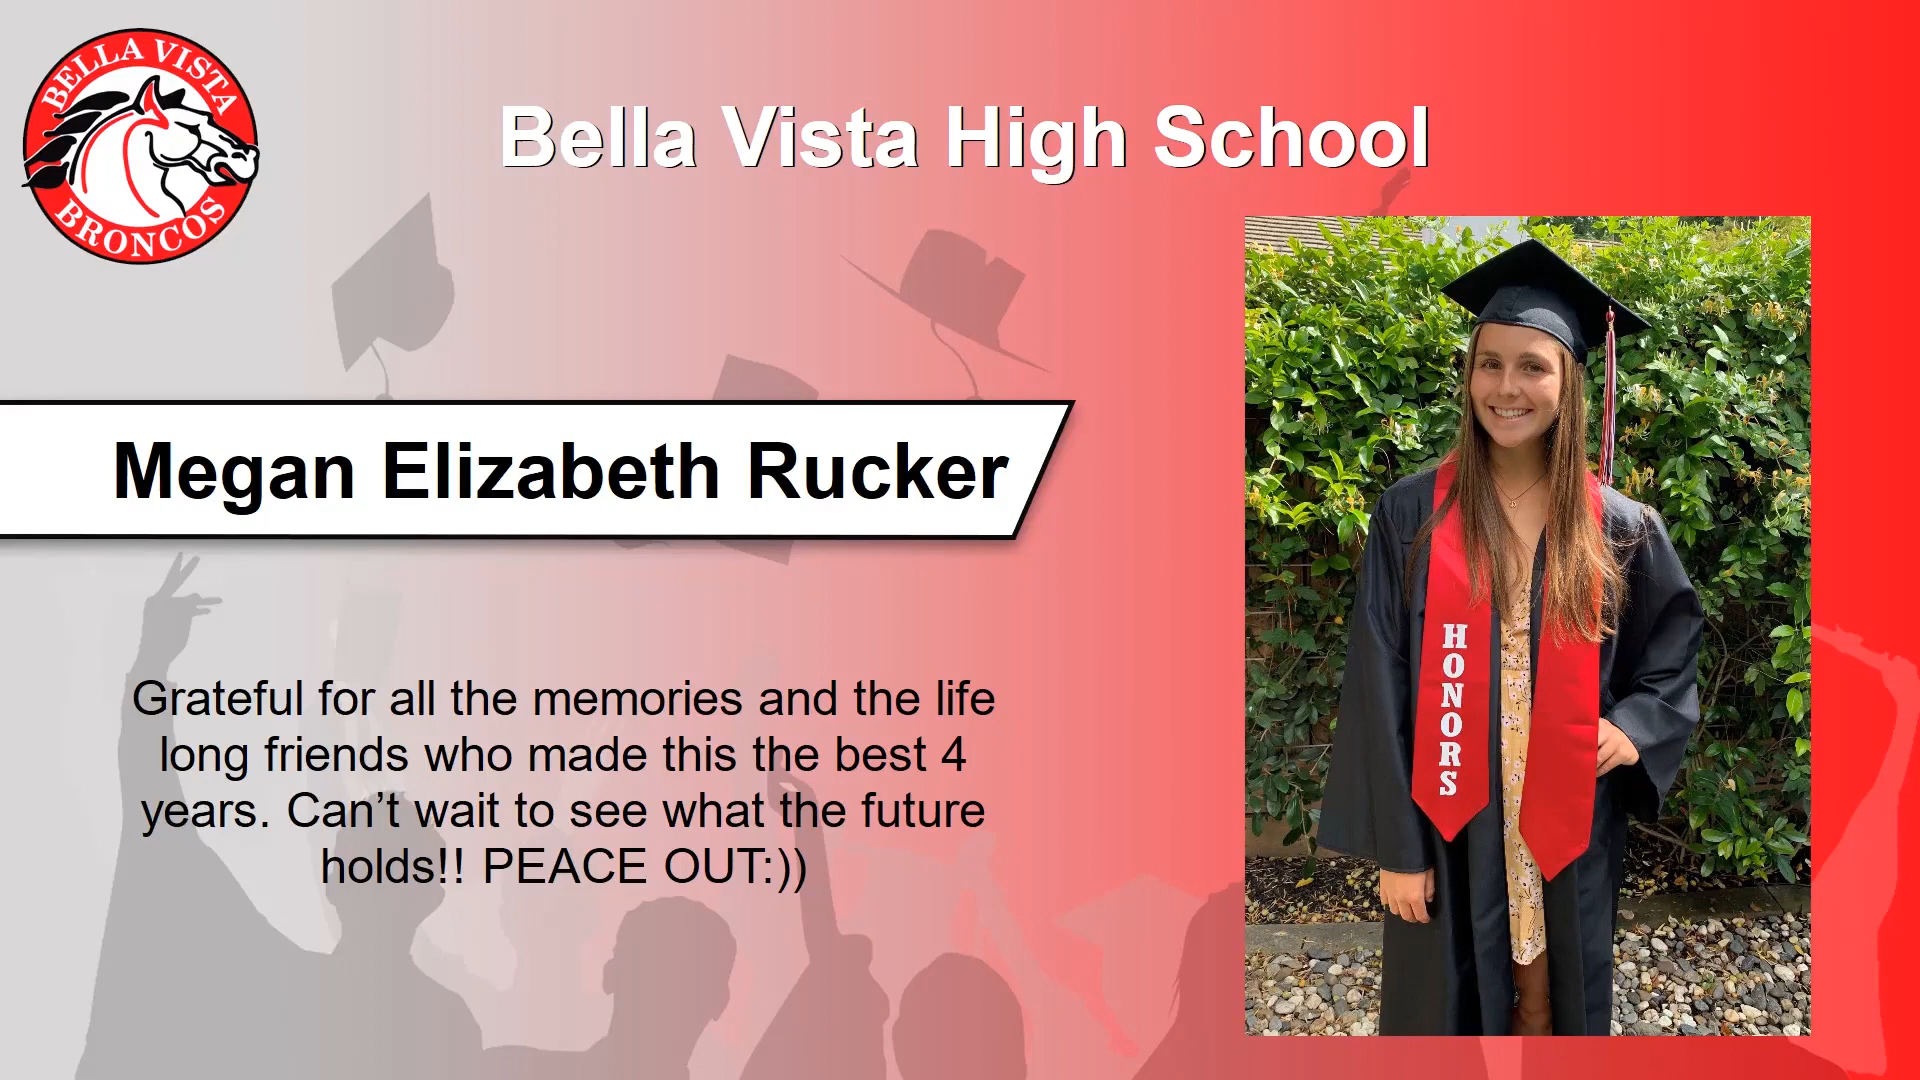 BELLA VISTA
BRONCOS
Bella Vista High School
Megan Elizabeth Rucker
Grateful for all the memories and the life
long friends who made this the best 4
years. Can’t wait to see what the future
holds!! PEACE OUT:))
HONORS